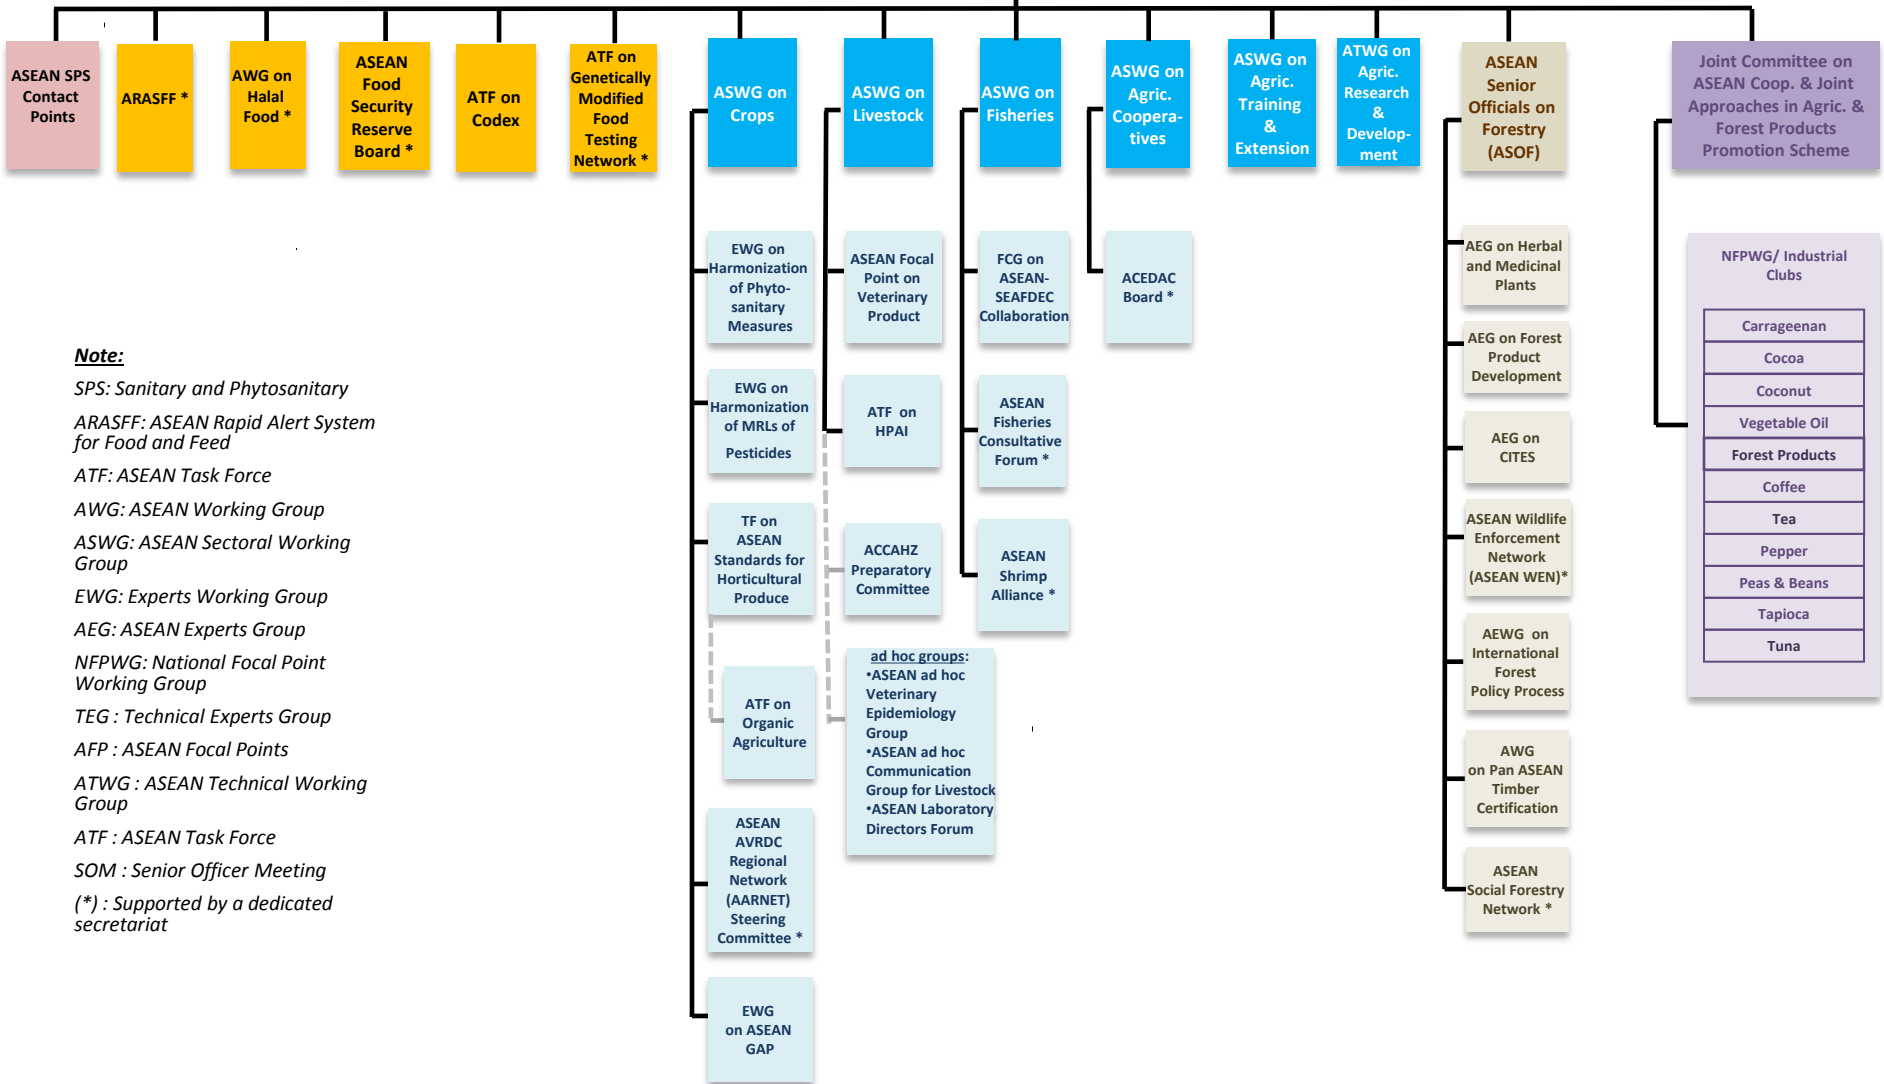 ASEAN SPS
Contact
Points
ARASFF *
AWG on
Halal
Food *
ASEAN
Food
Security
Reserve
Board *
ATF on
Codex
ATF on
Genetically
Modified
Food
Testing
Network *
ASWG on
Crops
ASWG on
Livestock
ASWG on
Fisheries
ASWG on
Agric.
Coopera-
tives
ASWG on
Agric.
Training
&
Extension
ATWG on
Agric.
Research
&
Develop-
ment
ASEAN
Senior
Officials on
Forestry
(ASOF)
Joint Committee on
ASEAN Coop. & Joint
Approaches in Agric. &
Forest Products
Promotion Scheme
EWG on
Harmonization
of Phyto-
sanitary
Measures
EWG on
Harmonization
of MRLs of
Pesticides
TF on
ASEAN
Standards for
Horticultural
Produce
ATF on
Organic
Agriculture
ASEAN
AVRDC
Regional
Network
(AARNET)
Steering
Committee *
EWG
on ASEAN
GAP
ASEAN Focal
Point on
Veterinary
Product
ATF on
HPAI
ACCAHZ
Preparatory
Committee
ad hoc groups:
•ASEAN ad hoc
Veterinary
Epidemiology
Group
•ASEAN ad hoc
Communication
Group for Livestock
•ASEAN Laboratory
Directors Forum
FCG on
ASEAN-
SEAFDEC
Collaboration
ASEAN
Fisheries
Consultative
Forum *
ASEAN
Shrimp
Alliance *
ACEDAC
Board *
AEG on Herbal
and Medicinal
Plants
AEG on Forest
Product
Development
AEG on
CITES
ASEAN Wildlife
Enforcement
Network
(ASEAN WEN)*
AEWG on
International
Forest
Policy Process
AWG
on Pan ASEAN
Timber
Certification
ASEAN
Social Forestry
Network *
NFPWG/ Industrial
Clubs
Carrageenan
Cocoa
Coconut
Vegetable Oil
Forest Products
Coffee
Tea
Pepper
Peas & Beans
Tapioca
Tuna
Note:
SPS: Sanitary and Phytosanitary
ARASFF: ASEAN Rapid Alert System
for Food and Feed
ATF: ASEAN Task Force
AWG: ASEAN Working Group
ASWG: ASEAN Sectoral Working
Group
EWG: Experts Working Group
AEG: ASEAN Experts Group
NFPWG: National Focal Point
Working Group
TEG : Technical Experts Group
AFP : ASEAN Focal Points
ATWG : ASEAN Technical Working
Group
ATF : ASEAN Task Force
SOM : Senior Officer Meeting
(*) : Supported by a dedicated
secretariat